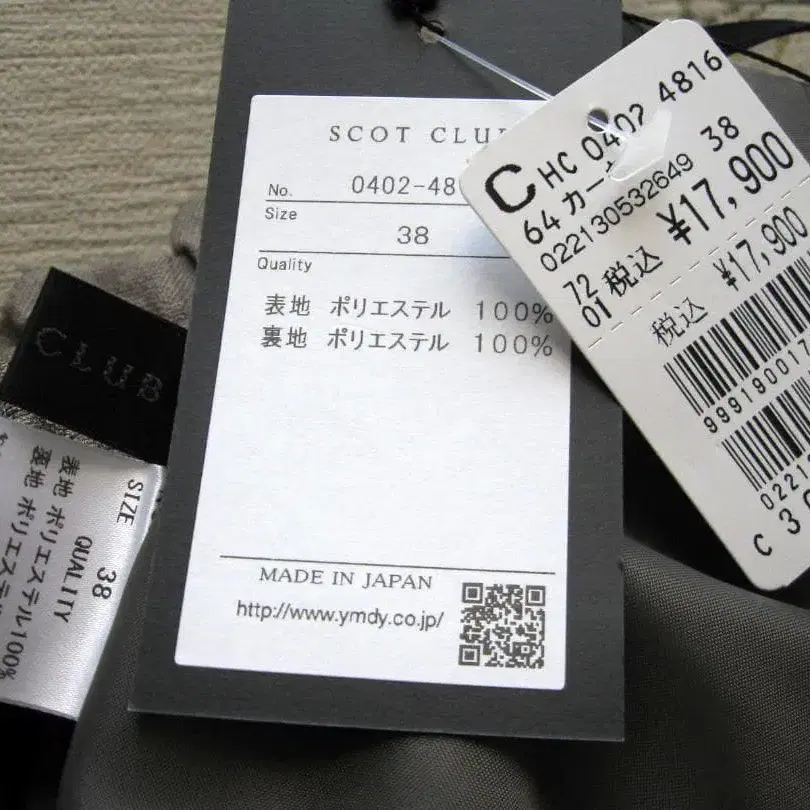 SCOT CLUB
No. 0402-48
Size
38
Quality
表地 ポリエステル 100%
裏地 ポリエステル 100%
MADE IN JAPAN
http://www.ymdy.co.jp/
C HC 0402 4816
64 カー 38
022130532649
72
01 税込 ¥17,900
税込 ¥17,900
99919001
022
C
CLUB
SIZE 38
QUALITY
表地 ポリエステル100%
裏地 ポリエステル